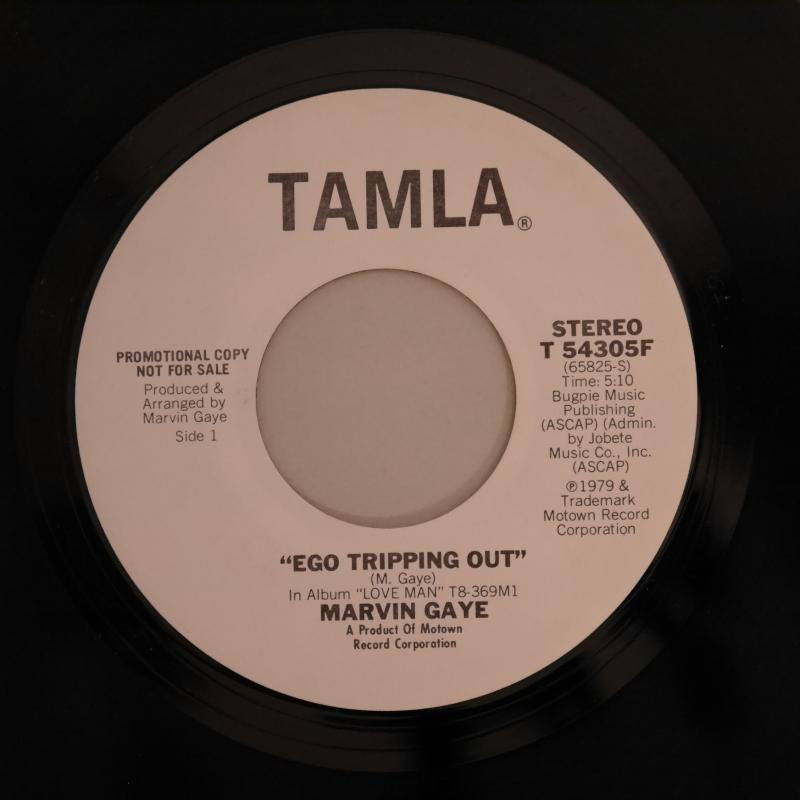 TAMLA®
PROMOTIONAL COPY
NOT FOR SALE
Produced &
Arranged by
Marvin Gaye
Side 1
STEREO
T 54305F
(65825-S)
Time: 5:10
Bugpie Music
Publishing
(ASCAP) (Admin.
by Jobete
Music Co., Inc.
(ASCAP)
℗1979 &
Trademark
Motown Record
Corporation
"EGO TRIPPING OUT"
(M. Gaye)
In Album "LOVE MAN" T8-369M1
MARVIN GAYE
A Product Of Motown
Record Corporation